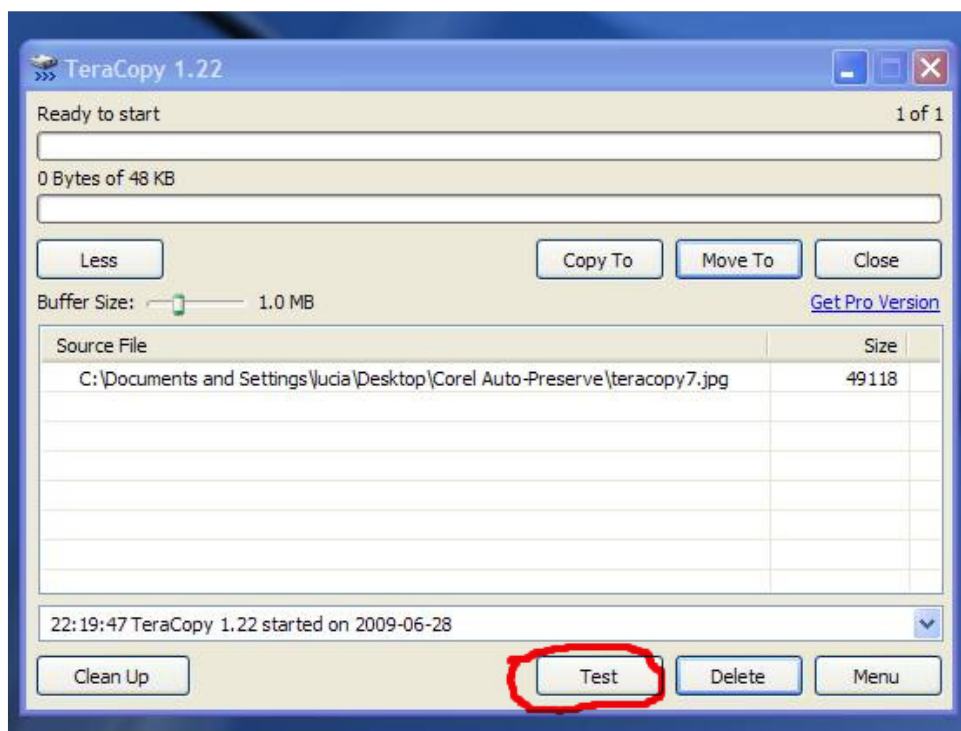 TeraCopy 1.22
Ready to start 1 of 1
0 Bytes of 48 KB
Less Copy To Move To Close
Buffer Size: 1.0 MB Get Pro Version
Source File Size
C:\Documents and Settings\lucia\Desktop\Corel Auto-Preserve\teracopy7.jpg 49118
22:19:47 TeraCopy 1.22 started on 2009-06-28
Clean Up Test Delete Menu